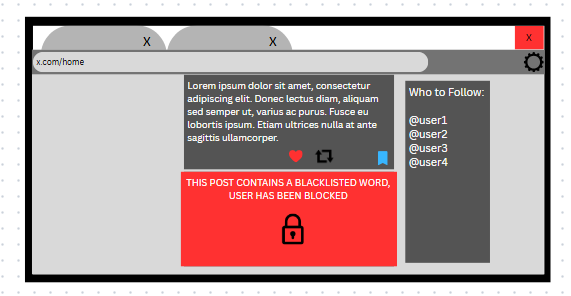 X
X
X
x.com/home
Lorem ipsum dolor sit amet, consectetur
adipiscing elit. Donec lectus diam, aliquam
sed semper ut, varius ac purus. Fusce eu
lobortis ipsum. Etiam ultrices nulla at ante
sagittis ullamcorper.
THIS POST CONTAINS A BLACKLISTED WORD,
USER HAS BEEN BLOCKED
Who to Follow:
@user1
@user2
@user3
@user4